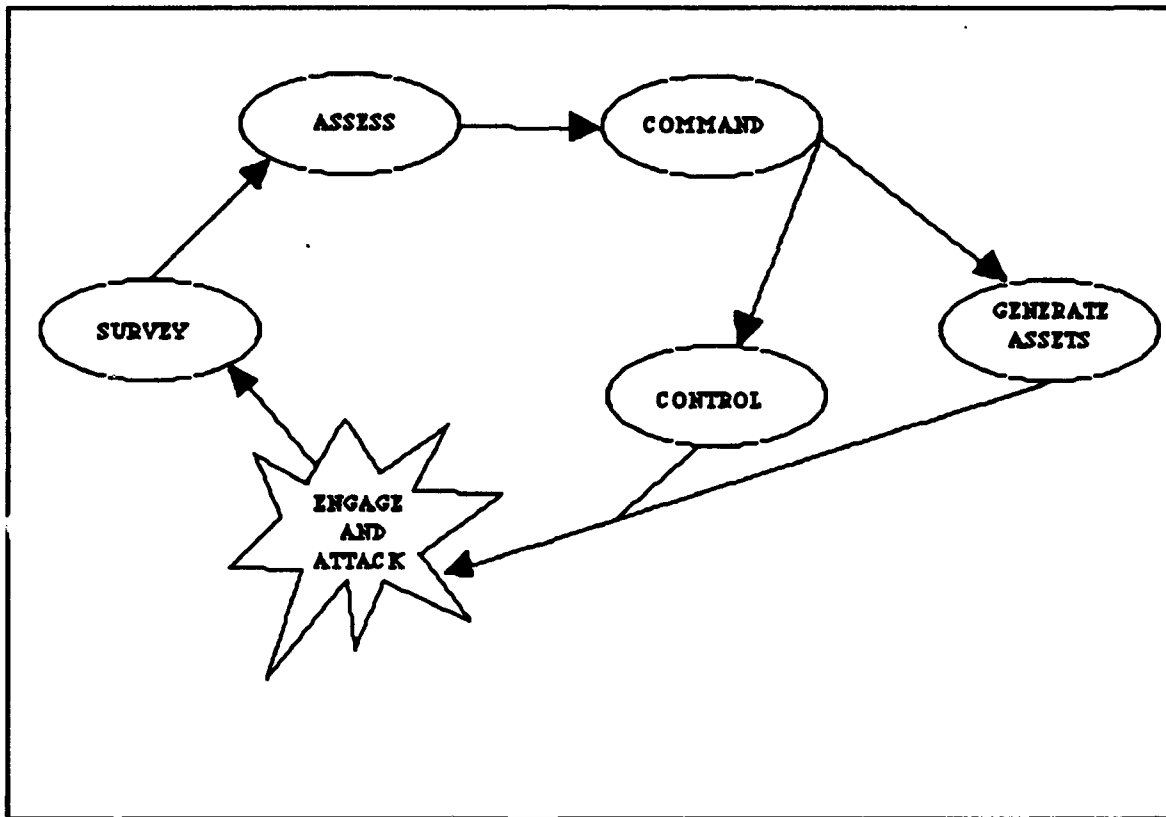 ASSESS
COMMAND
SURVEY
GENERATE
ASSETS
CONTROL
ENGAGE
AND
ATTACK